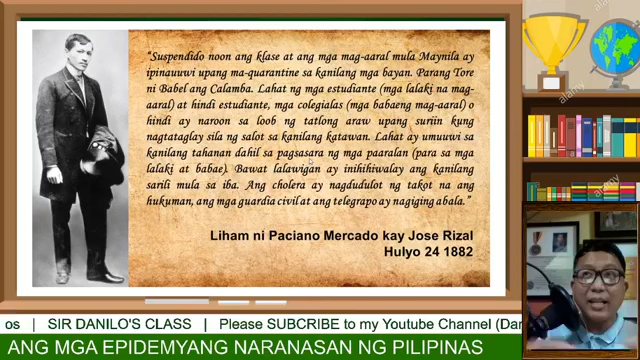 “Suspendido noon ang klase at ang mga mag-aaral mula Maynila ay
ipinauuwi upang ma-quarantine sa kanilang mga bayan. Parang Tore
ni Babel ang Calamba. Lahat ng mga estudiante (mga lalaki na mag-
aaral) at hindi estudiante, mga colegialas (mga babaeng mag-aaral) o
hindi ay naroon sa loob ng tatlong araw upang suriin kung
nagtataglay sila ng salot sa kanilang katawan. Lahat ay umuuwi sa
kanilang tahanan dahil sa pagsasara ng mga paaralan (para sa mga
lalaki at babae). Bawat lalawigan ay inihihiwalay ang kanilang
sarili mula sa iba. Ang cholera ay nagdudulot ng takot na ang
hukuman, ang mga guardia civil at ang telegrapo ay nagiging abala.”
Liham ni Paciano Mercado kay Jose Rizal
Hulyo 24 1882
alamy
alamy
os | SIR DANILO'S CLASS | Please SUBCRIBE to my Youtube Channel (Dan
ANG MGA EPIDEMYANG NARANASAN NG PILIPINAS